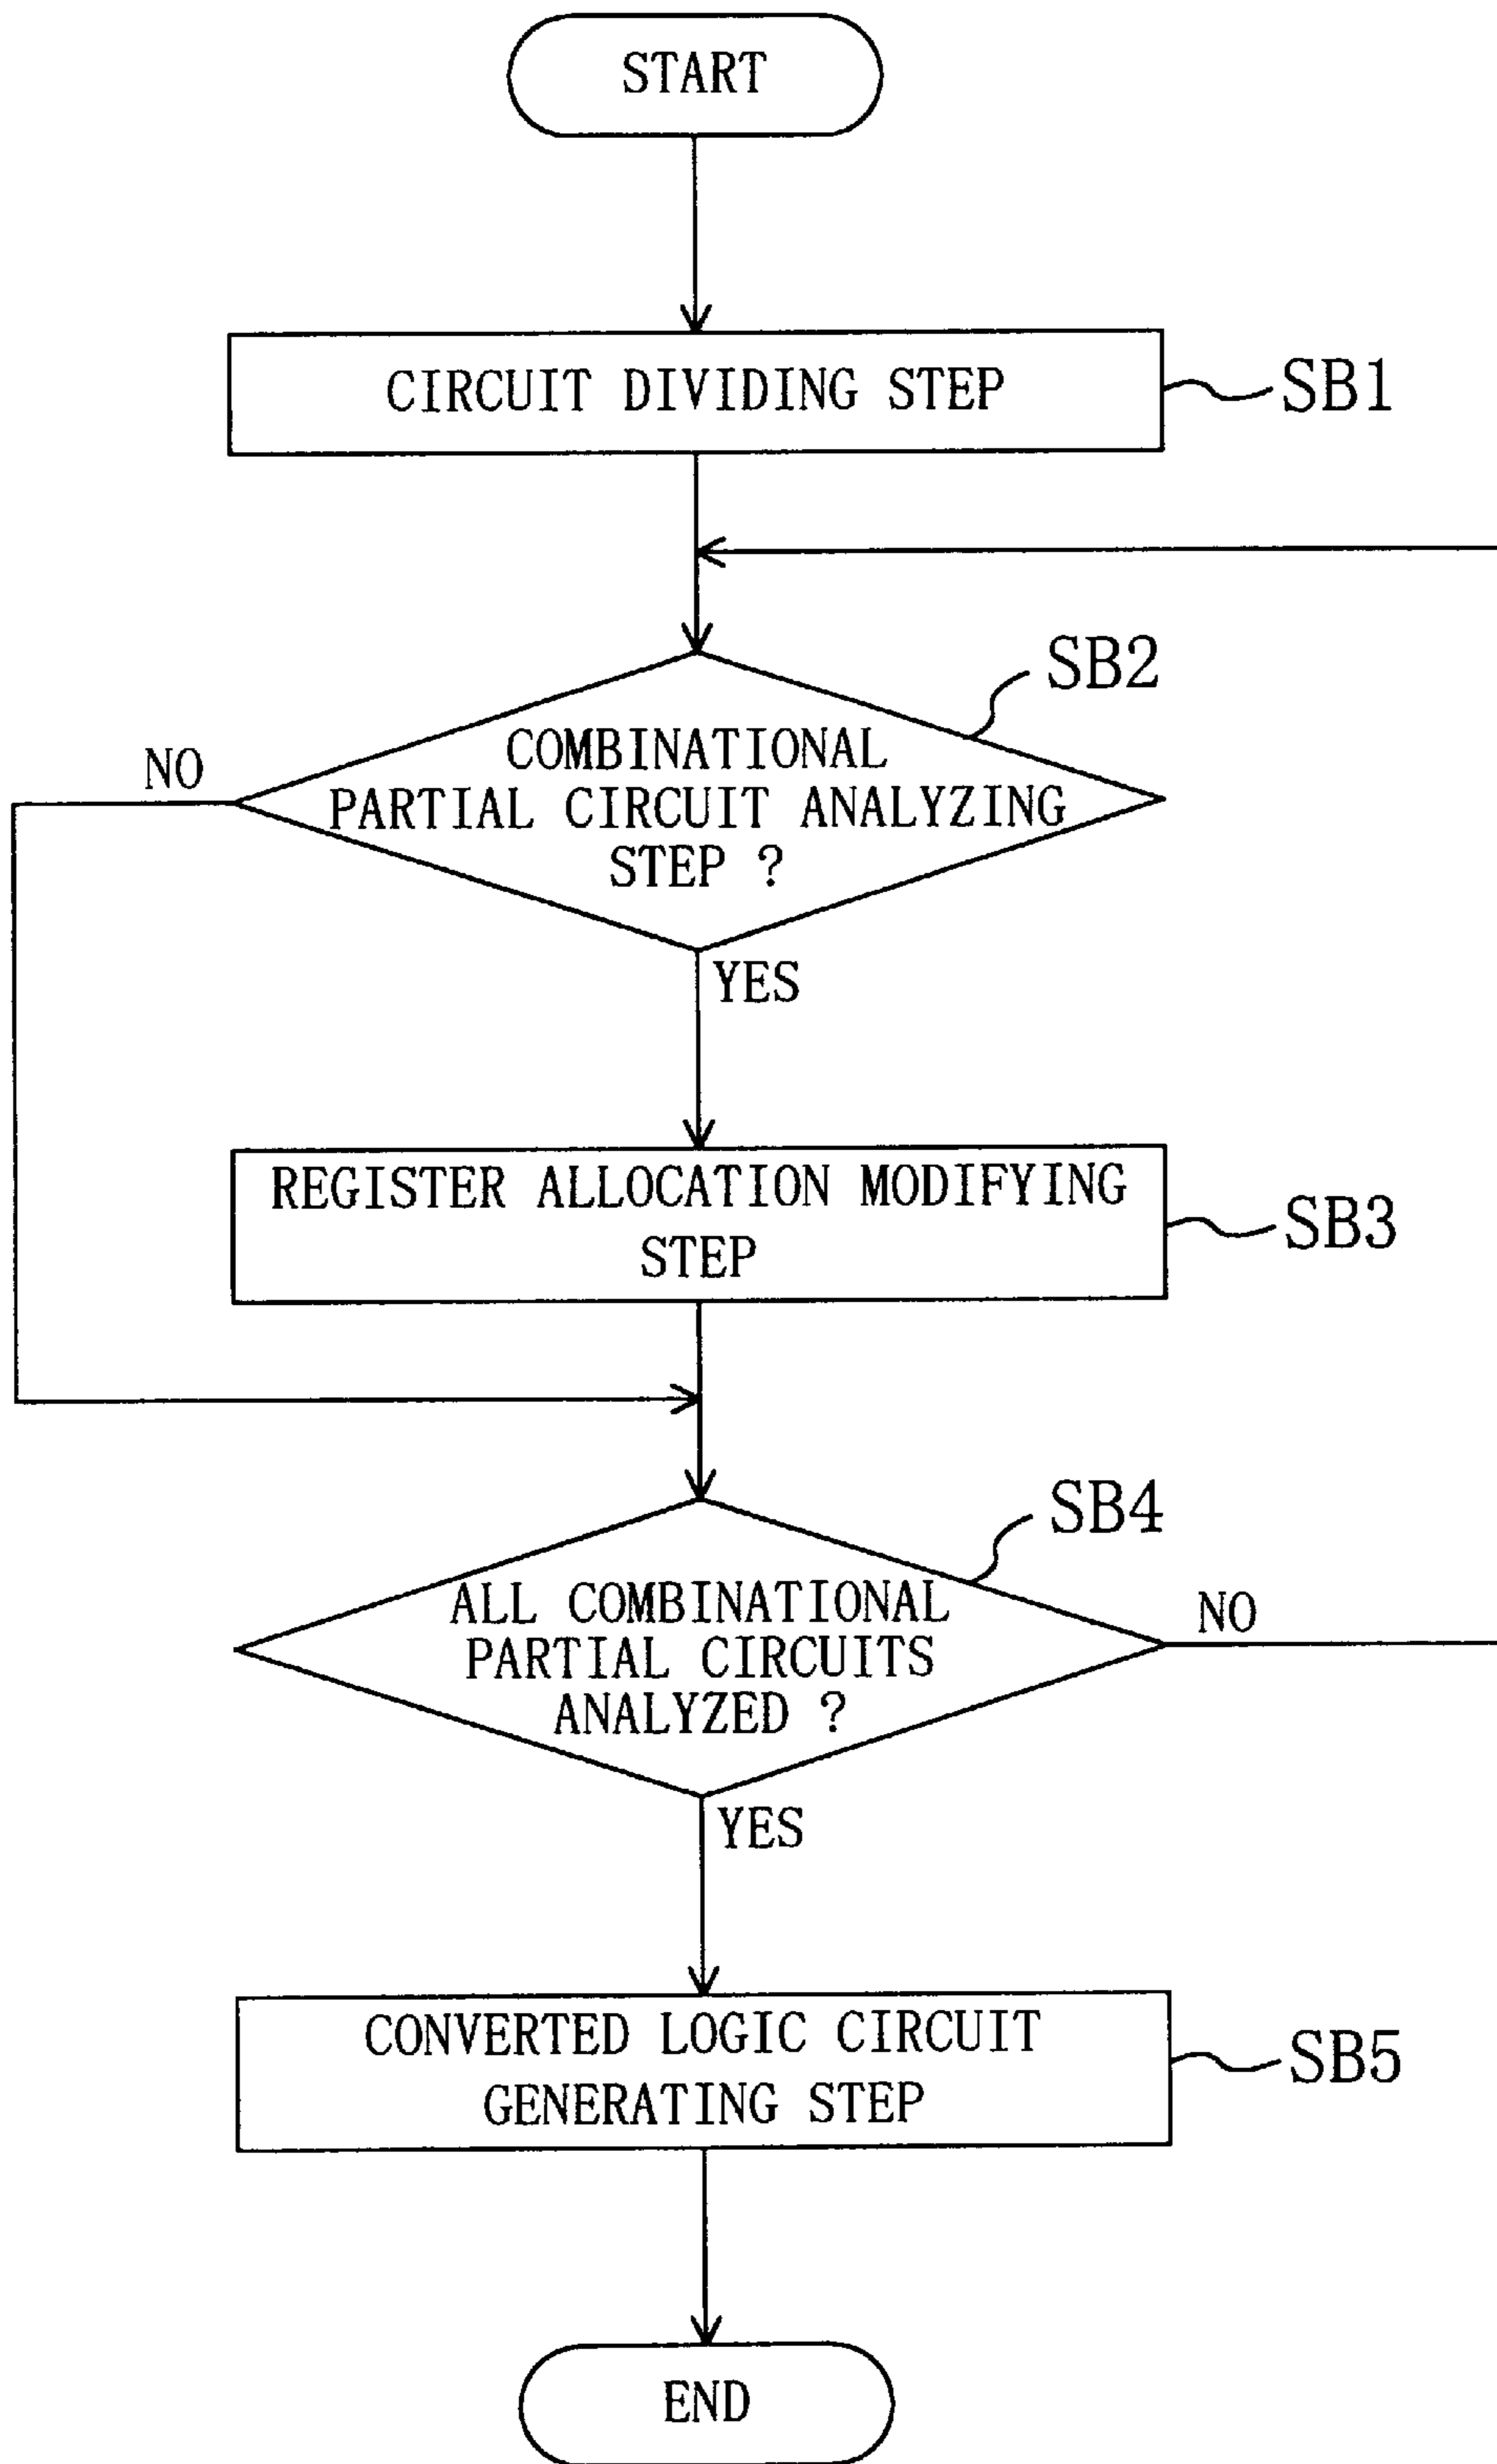 START
CIRCUIT DIVIDING STEP
SB1
SB2
COMBINATIONAL
PARTIAL CIRCUIT ANALYZING
STEP ?
NO
YES
REGISTER ALLOCATION MODIFYING
STEP
SB3
SB4
ALL COMBINATIONAL
PARTIAL CIRCUITS
ANALYZED ?
NO
YES
CONVERTED LOGIC CIRCUIT
GENERATING STEP
SB5
END